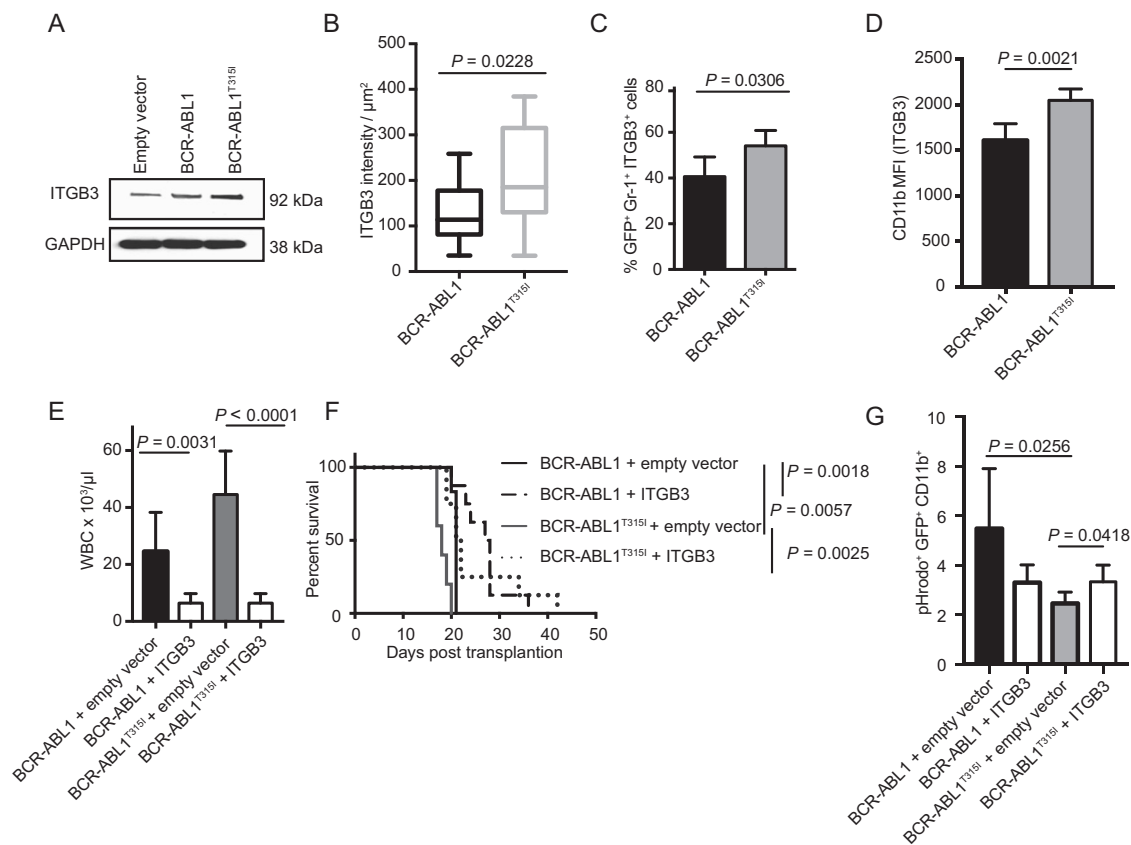 A
Empty vector
BCR-ABL1
BCR-ABL1T315I
ITGB3
92 kDa
GAPDH
38 kDa
B
P = 0.0228
ITGB3 intensity / µm²
500
400
300
200
100
0
BCR-ABL1
BCR-ABL1T315I
C
P = 0.0306
% GFP+ Gr-1+ ITGB3+ cells
80
60
40
20
0
BCR-ABL1
BCR-ABL1T315I
D
P = 0.0021
CD11b MFI (ITGB3)
2500
2000
1500
1000
500
0
BCR-ABL1
BCR-ABL1T315I
E
P < 0.0001
P = 0.0031
WBC x 10³/µl
60
40
20
0
BCR-ABL1 + empty vector
BCR-ABL1 + ITGB3
BCR-ABL1T315I + empty vector
BCR-ABL1T315I + ITGB3
F
Percent survival
100
50
0
0 10 20 30 40 50
Days post transplantion
BCR-ABL1 + empty vector
BCR-ABL1 + ITGB3
BCR-ABL1T315I + empty vector
BCR-ABL1T315I + ITGB3
P = 0.0018
P = 0.0057
P = 0.0025
G
P = 0.0256
P = 0.0418
pHrodo+ GFP+ CD11b+
10
8
6
4
2
0
BCR-ABL1 + empty vector
BCR-ABL1 + ITGB3
BCR-ABL1T315I + empty vector
BCR-ABL1T315I + ITGB3